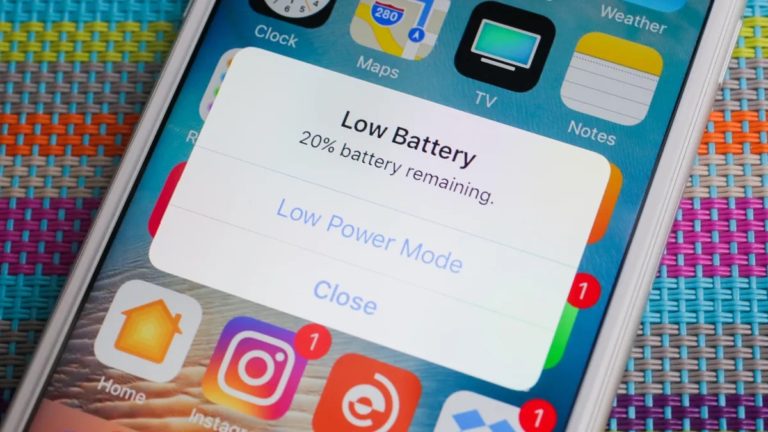 Clock
280
Maps
TV
Weather
Notes
Low Battery
20% battery remaining.
Low Power Mode
Close
1
Home
1
1